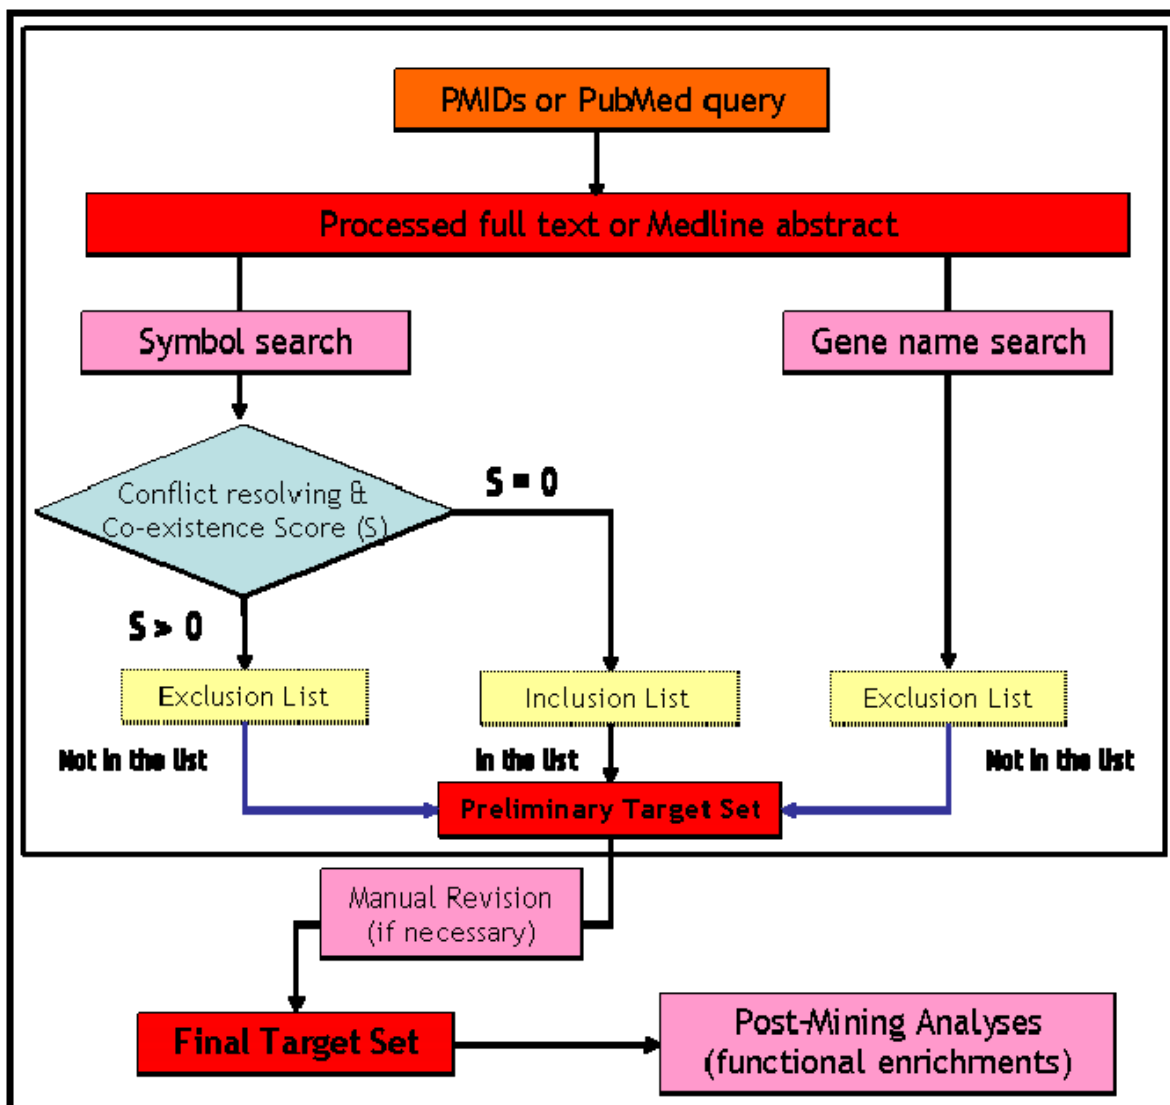 PMIDs or PubMed query
Processed full text or Medline abstract
Symbol search
Gene name search
Conflict resolving &
Co-existence Score (S)
S = 0
S > 0
Exclusion List
Inclusion List
Exclusion List
Not in the list
In the list
Not in the list
Preliminary Target Set
Manual Revision
(if necessary)
Final Target Set
Post-Mining Analyses
(functional enrichments)